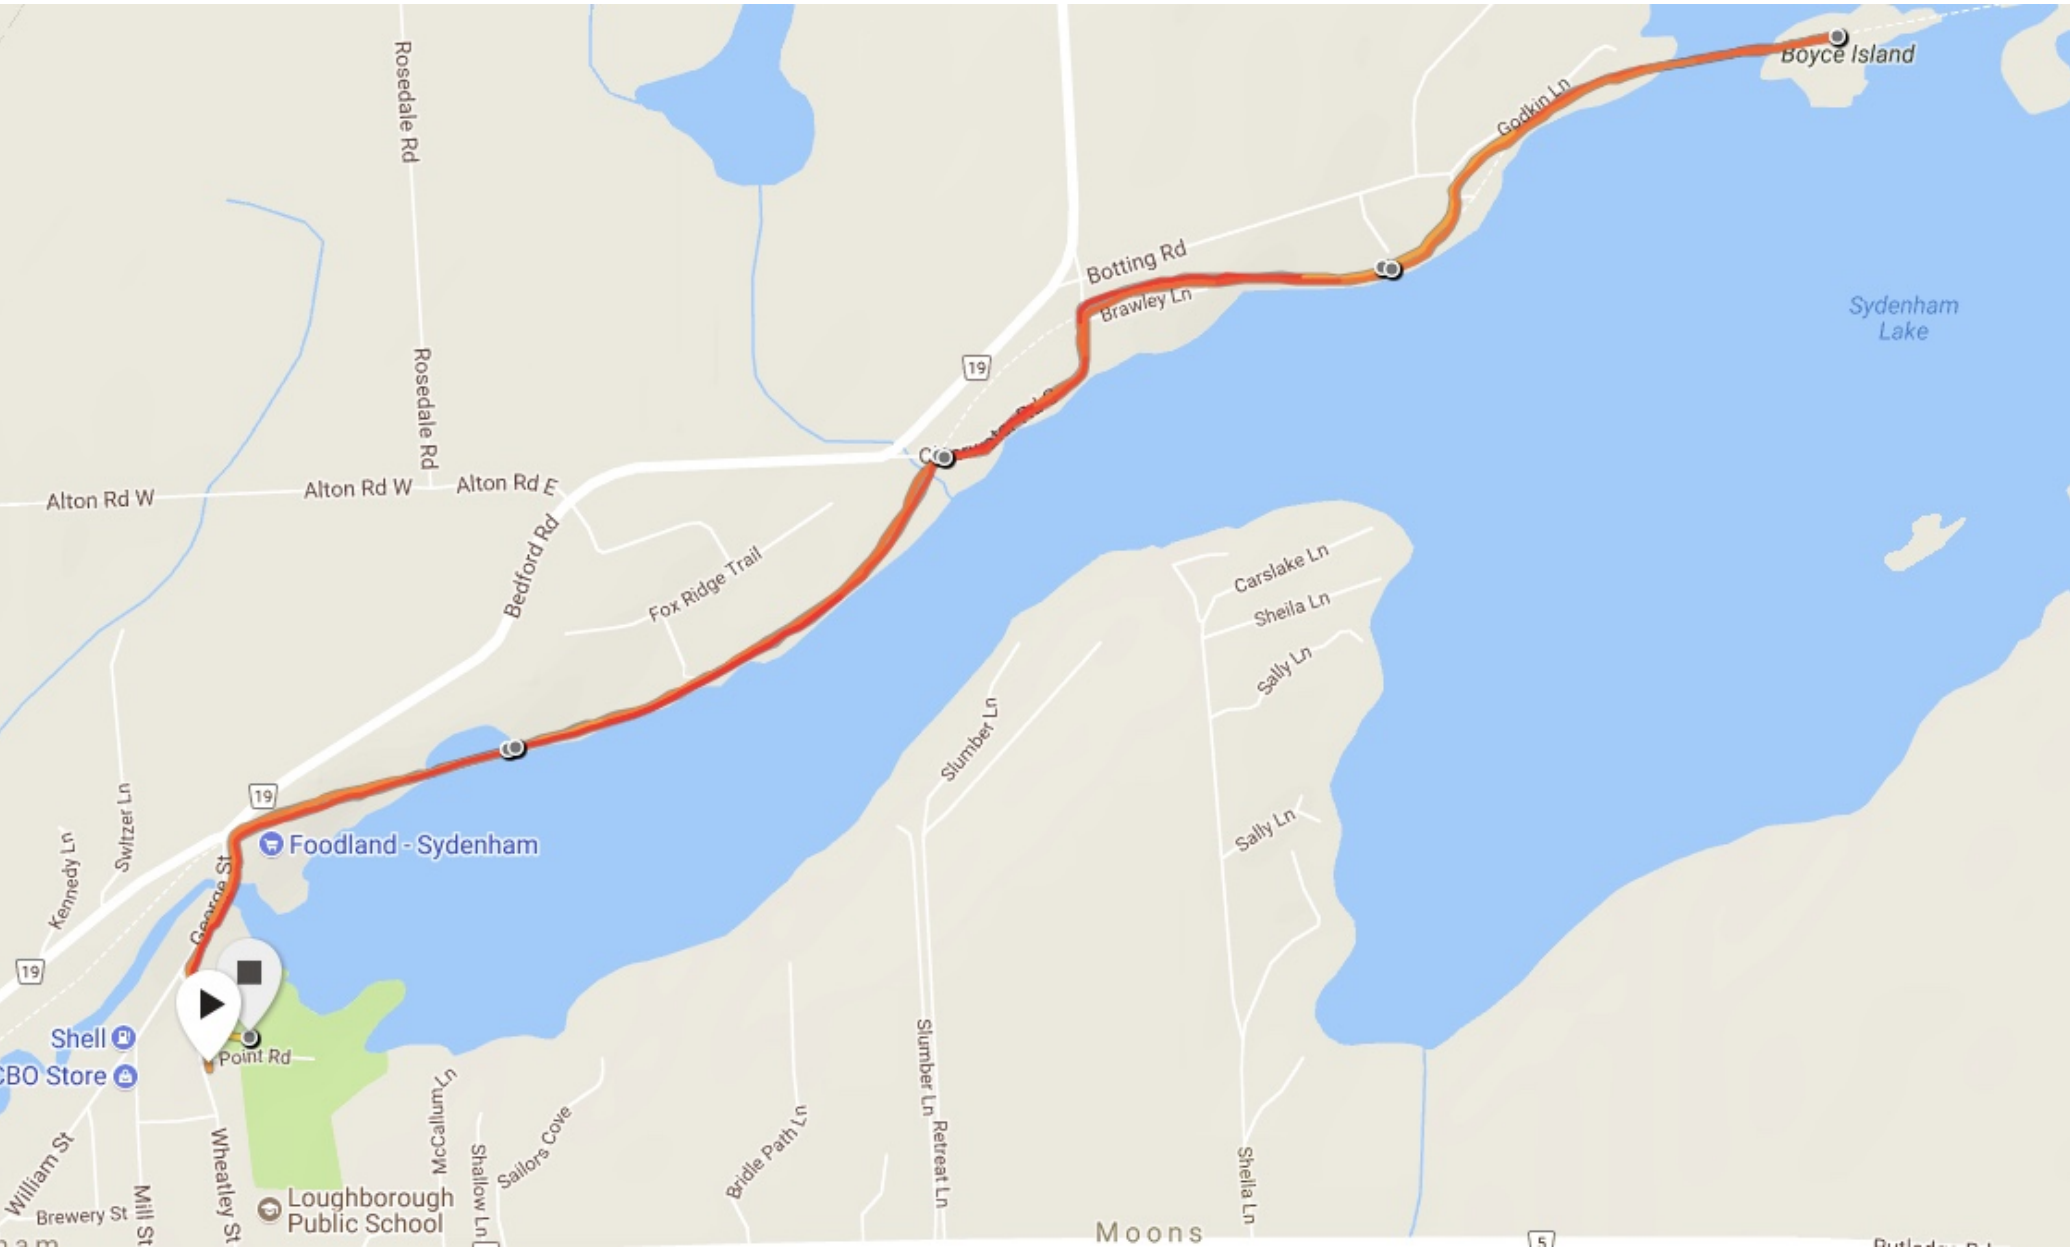 Boyce Island
Rosedale Rd
Godkin Ln
Botting Rd
Brawley Ln
Sydenham
Lake
19
Rosedale Rd
Alton Rd W
Alton Rd W
Alton Rd E
Bedford Rd
Fox Ridge Trail
Carslake Ln
Sheila Ln
Sally Ln
Slumber Ln
Switzer Ln
Kennedy Ln
19
Foodland - Sydenham
Sally Ln
George St
19
Shell
Point Rd
CBO Store
McCallum Ln
Slumber Ln
Sailors Cove
Bridle Path Ln
Retreat Ln
William St
Wheatley St
Shallow Ln
Sheila Ln
Mill St
Brewery St
Loughborough
Public School
Moons
5